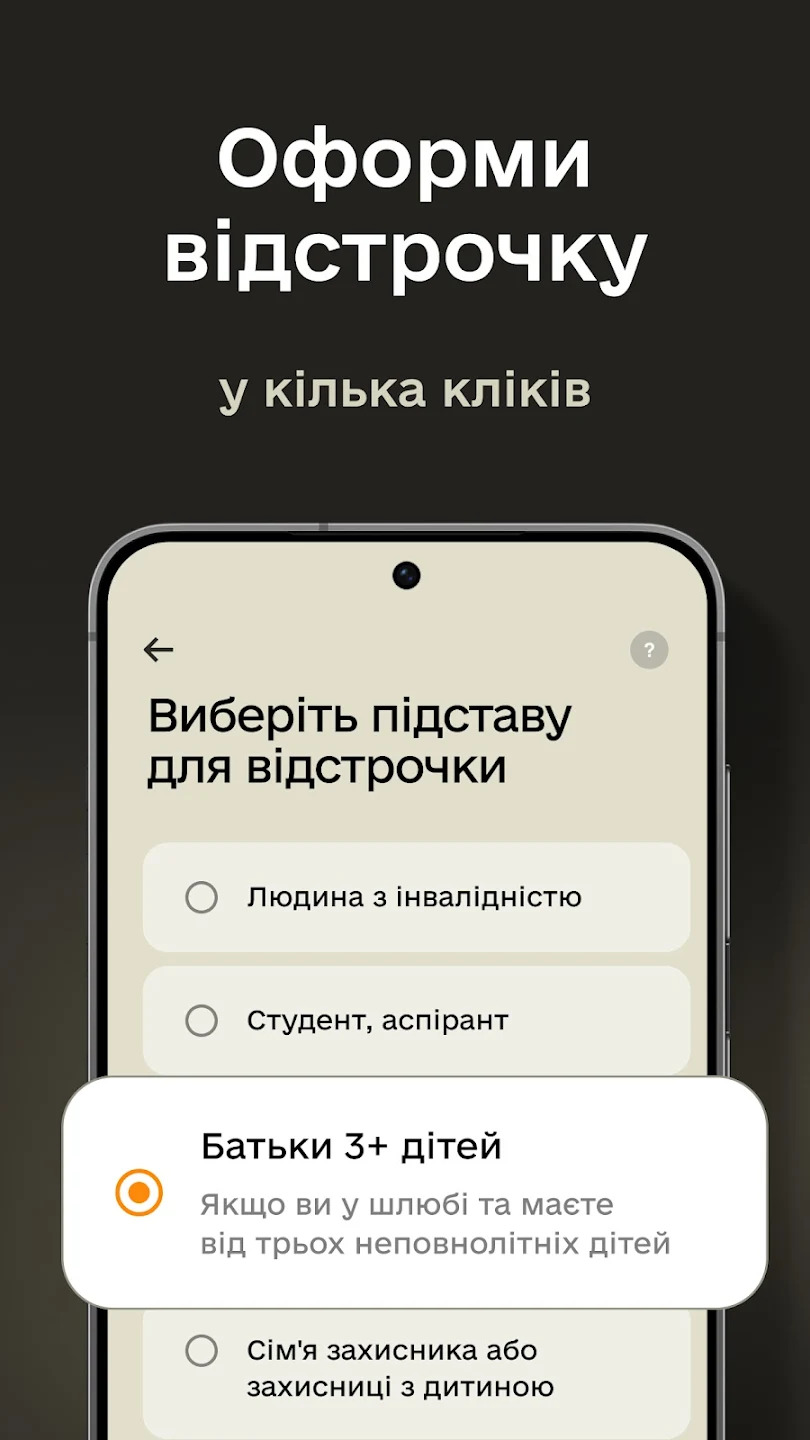 Оформи
відстрочку
у кілька кліків
?
Виберіть підставу
для відстрочки
Людина з інвалідністю
Студент, аспірант
Батьки 3+ дітей
Якщо ви у шлюбі та маєте
від трьох неповнолітніх дітей
Сім'я захисника або
захисниці з дитиною